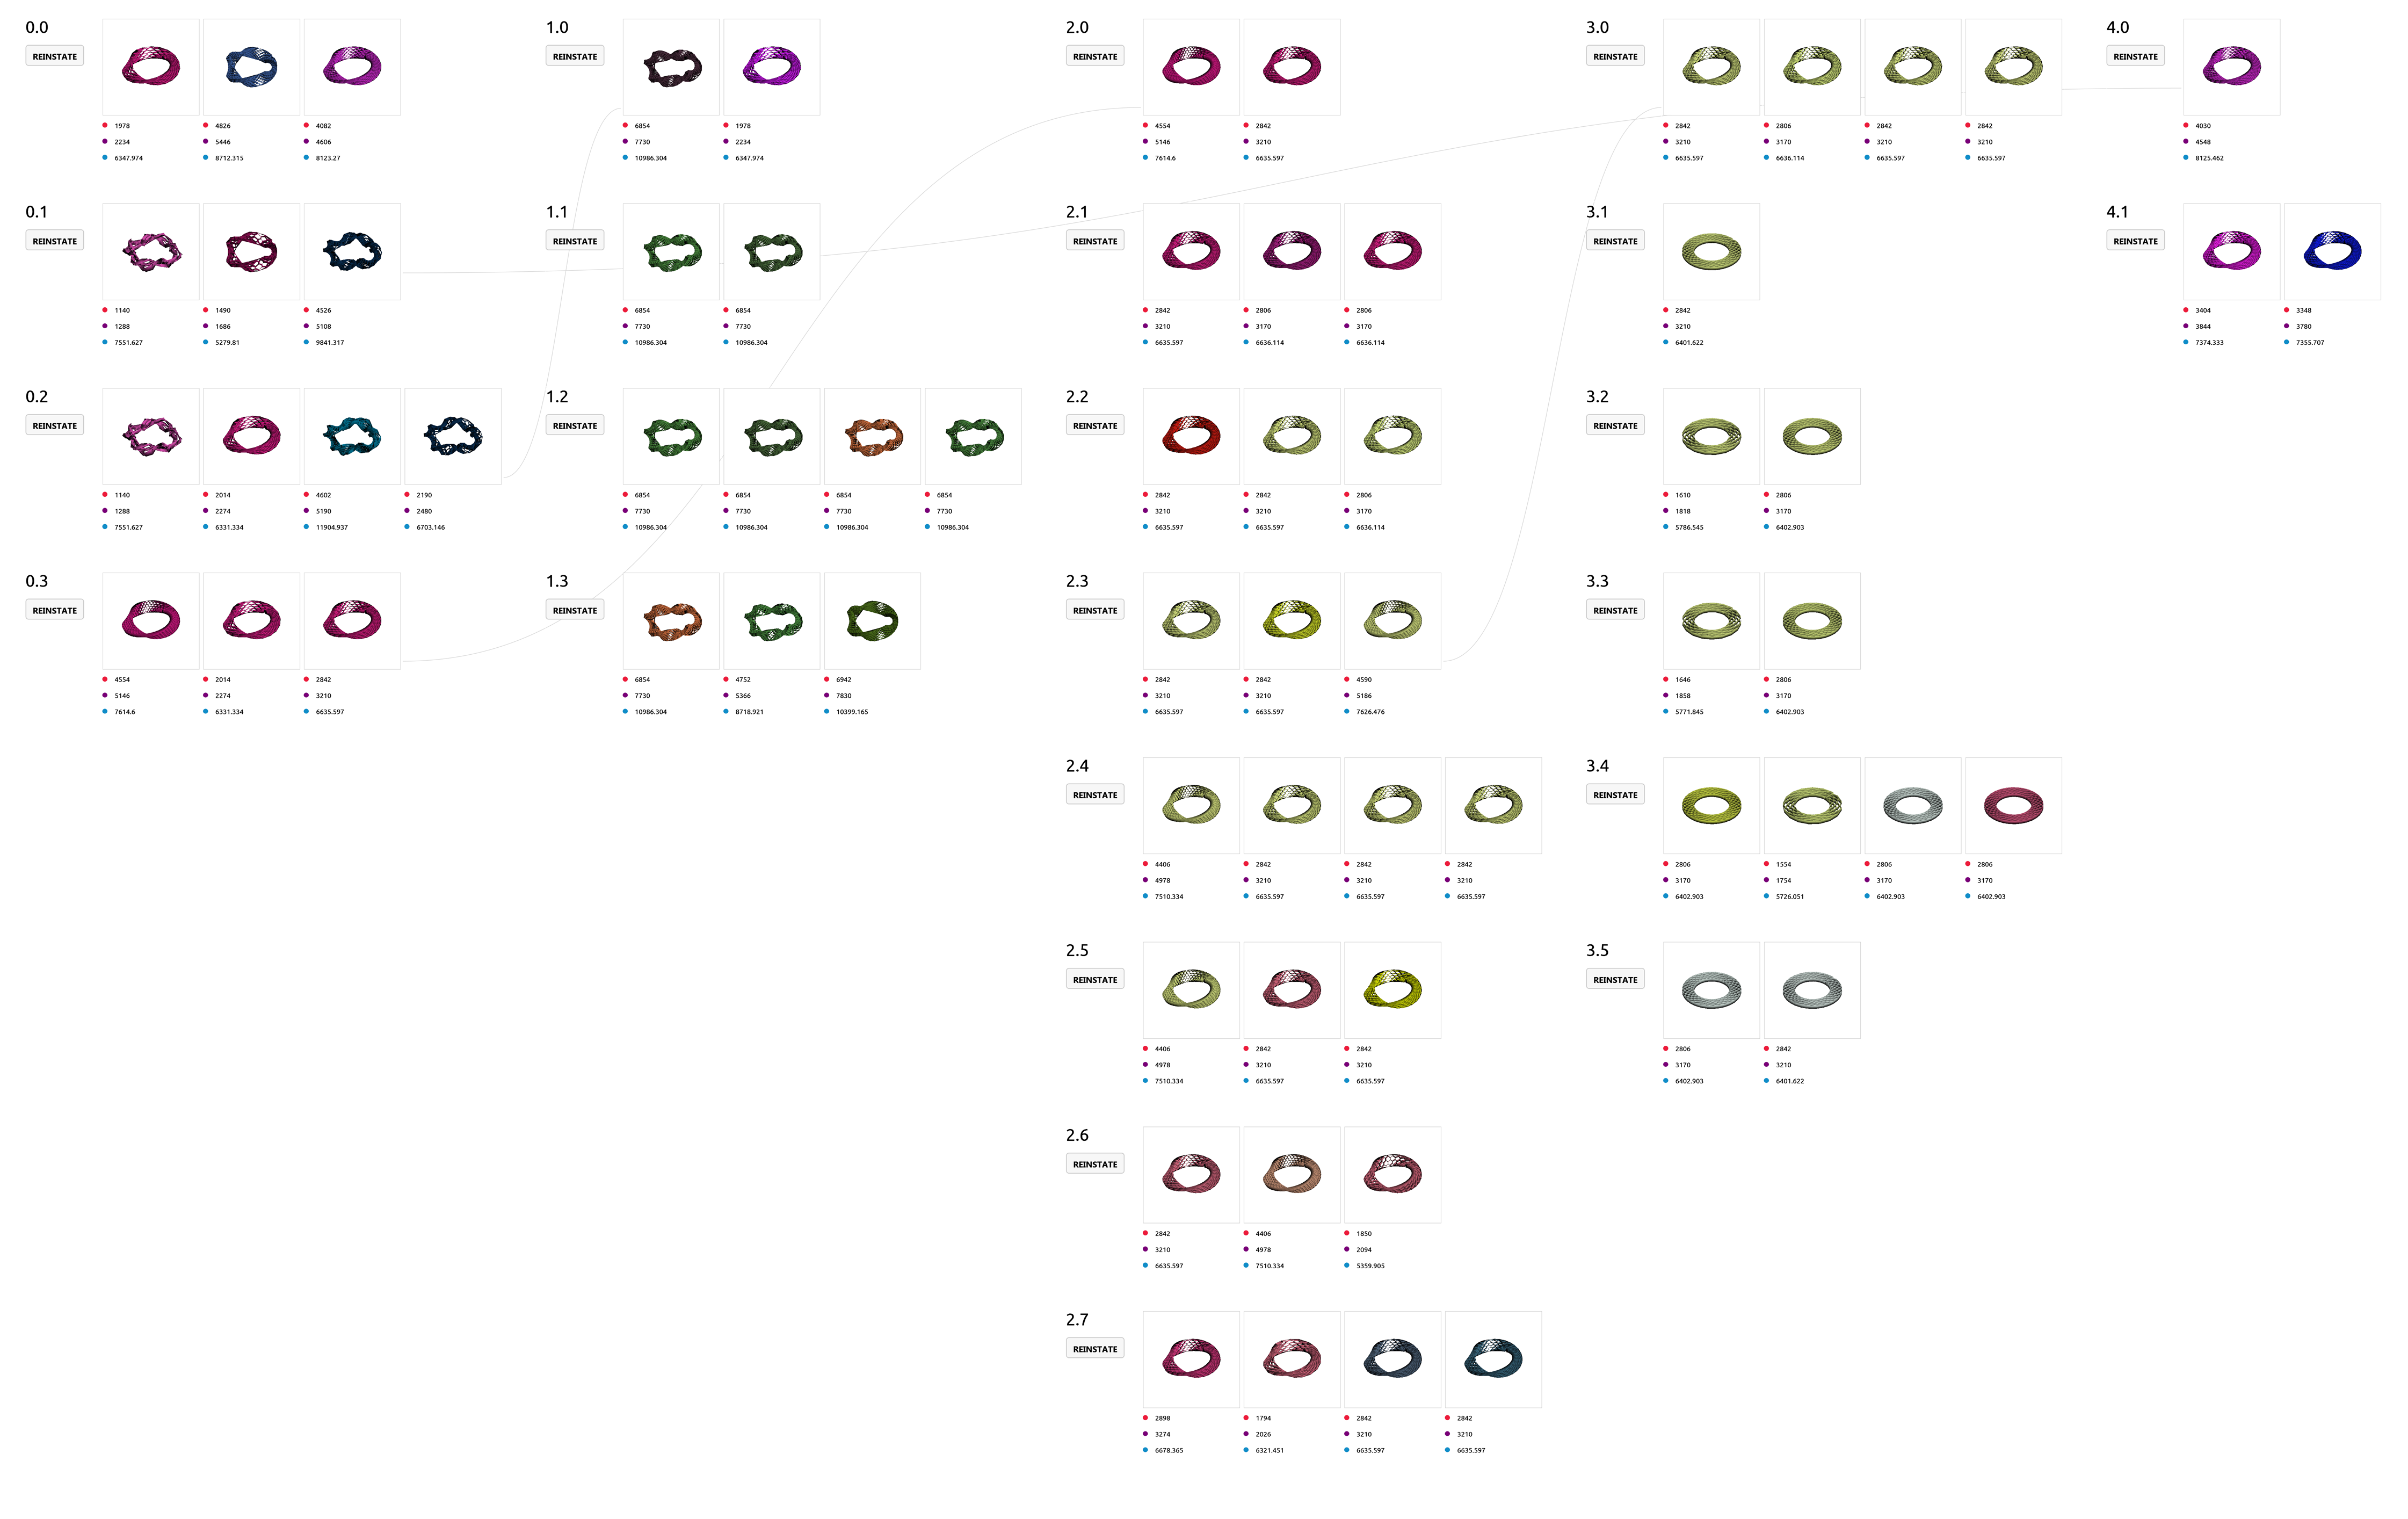 0.0
REINSTATE
1978 4826 4082
2234 5446 4606
6347.974 8712.315 8123.27
1.0
REINSTATE
6854 1978
7730 2234
10986.304 6347.974
2.0
REINSTATE
4554 2842
5146 3210
7614.6 6635.597
3.0
REINSTATE
2842 2806 2842 2842
3210 3170 3210 3210
6635.597 6636.114 6635.597 6635.597
4.0
REINSTATE
4030
4548
8125.462
0.1
REINSTATE
1140 1490 4526
1288 1686 5108
7551.627 5279.81 9841.317
1.1
REINSTATE
6854 6854
7730 7730
10986.304 10986.304
2.1
REINSTATE
2842 2806 2806
3210 3170 3170
6635.597 6636.114 6636.114
3.1
REINSTATE
2842
3210
6401.622
4.1
REINSTATE
3404 3348
3844 3780
7374.333 7355.707
0.2
REINSTATE
1140 2014 4602 2190
1288 2274 5190 2480
7551.627 6331.334 11904.937 6703.146
1.2
REINSTATE
6854 6854 6854 6854
7730 7730 7730 7730
10986.304 10986.304 10986.304 10986.304
2.2
REINSTATE
2842 2842 2806
3210 3210 3170
6635.597 6635.597 6636.114
3.2
REINSTATE
1610 2806
1818 3170
5786.545 6402.903
0.3
REINSTATE
4554 2014 2842
5146 2274 3210
7614.6 6331.334 6635.597
1.3
REINSTATE
6854 4752 6942
7730 5366 7830
10986.304 8718.921 10399.165
2.3
REINSTATE
2842 2842 4590
3210 3210 5186
6635.597 6635.597 7626.476
3.3
REINSTATE
1646 2806
1858 3170
5771.845 6402.903
2.4
REINSTATE
4406 2842 2842 2842
4978 3210 3210 3210
7510.334 6635.597 6635.597 6635.597
3.4
REINSTATE
2806 1554 2806 2806
3170 1754 3170 3170
6402.903 5726.051 6402.903 6402.903
2.5
REINSTATE
4406 2842 2842
4978 3210 3210
7510.334 6635.597 6635.597
3.5
REINSTATE
2806 2842
3170 3210
6402.903 6401.622
2.6
REINSTATE
2842 4406 1850
3210 4978 2094
6635.597 7510.334 5359.905
2.7
REINSTATE
2898 1794 2842 2842
3274 2026 3210 3210
6678.365 6321.451 6635.597 6635.597